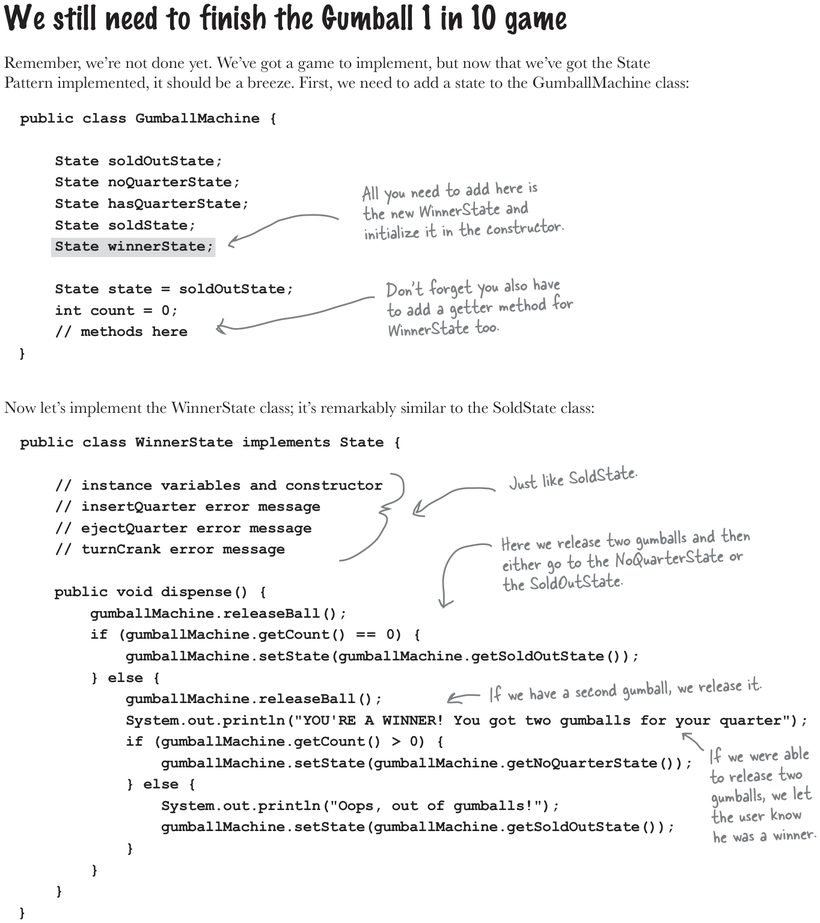 We still need to finish the Gumball 1 in 10 game
Remember, we're not done yet. We've got a game to implement, but now that we've got the State
Pattern implemented, it should be a breeze. First, we need to add a state to the GumballMachine class:
public class GumballMachine {
State soldOutState;
State noQuarterState;
State hasQuarterState;
State soldState;
State winnerState;
All you need to add here is
the new WinnerState and
initialize it in the constructor.
State state = soldOutState;
int count = 0;
// methods here
}
Don't forget you also have
to add a getter method for
WinnerState too.
Now let's implement the WinnerState class; it's remarkably similar to the SoldState class:
public class WinnerState implements State {
// instance variables and constructor
// insertQuarter error message
// ejectQuarter error message
// turnCrank error message
Just like SoldState.
Here we release two gumballs and then
either go to the NoQuarterState or
the SoldOutState.
public void dispense() {
gumballMachine.releaseBall();
if (gumballMachine.getCount() == 0) {
gumballMachine.setState(gumballMachine.getSoldOutState());
} else {
gumballMachine.releaseBall();
If we have a second gumball, we release it.
System.out.println("YOU'RE A WINNER! You got two gumballs for your quarter");
if (gumballMachine.getCount() > 0) {
gumballMachine.setState(gumballMachine.getNoQuarterState());
} else {
System.out.println("Oops, out of gumballs!");
gumballMachine.setState(gumballMachine.getSoldOutState());
}
}
}
}
If we were able
to release two
gumballs, we let
the user know
he was a winner.